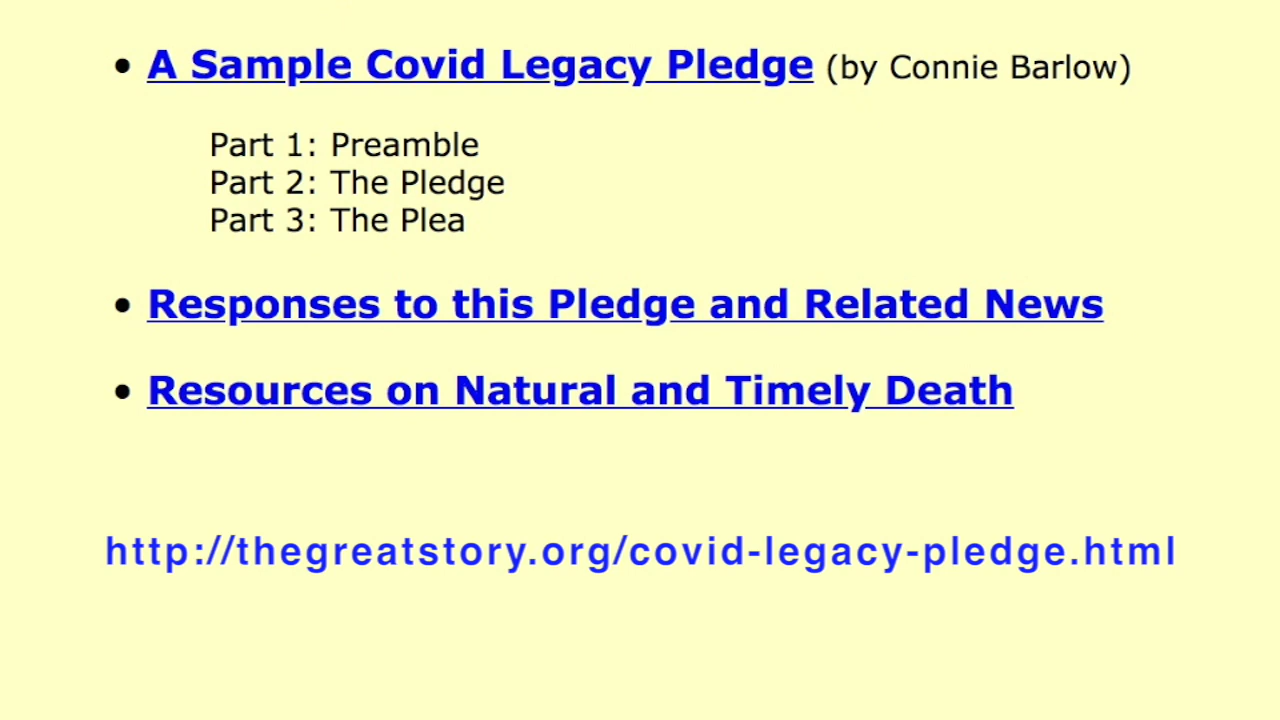 • A Sample Covid Legacy Pledge (by Connie Barlow)
Part 1: Preamble
Part 2: The Pledge
Part 3: The Plea
• Responses to this Pledge and Related News
• Resources on Natural and Timely Death
http://thegreatstory.org/covid-legacy-pledge.html